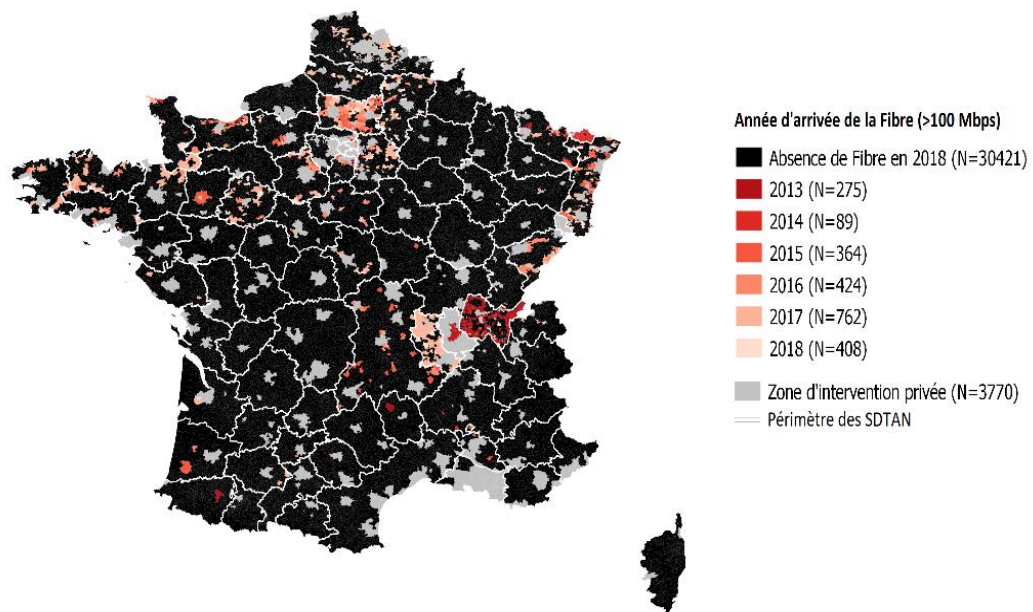 Année d'arrivée de la Fibre (>100 Mbps)
Absence de Fibre en 2018 (N=30421)
2013 (N=275)
2014 (N=89)
2015 (N=364)
2016 (N=424)
2017 (N=762)
2018 (N=408)
Zone d'intervention privée (N=3770)
Périmètre des SDTAN